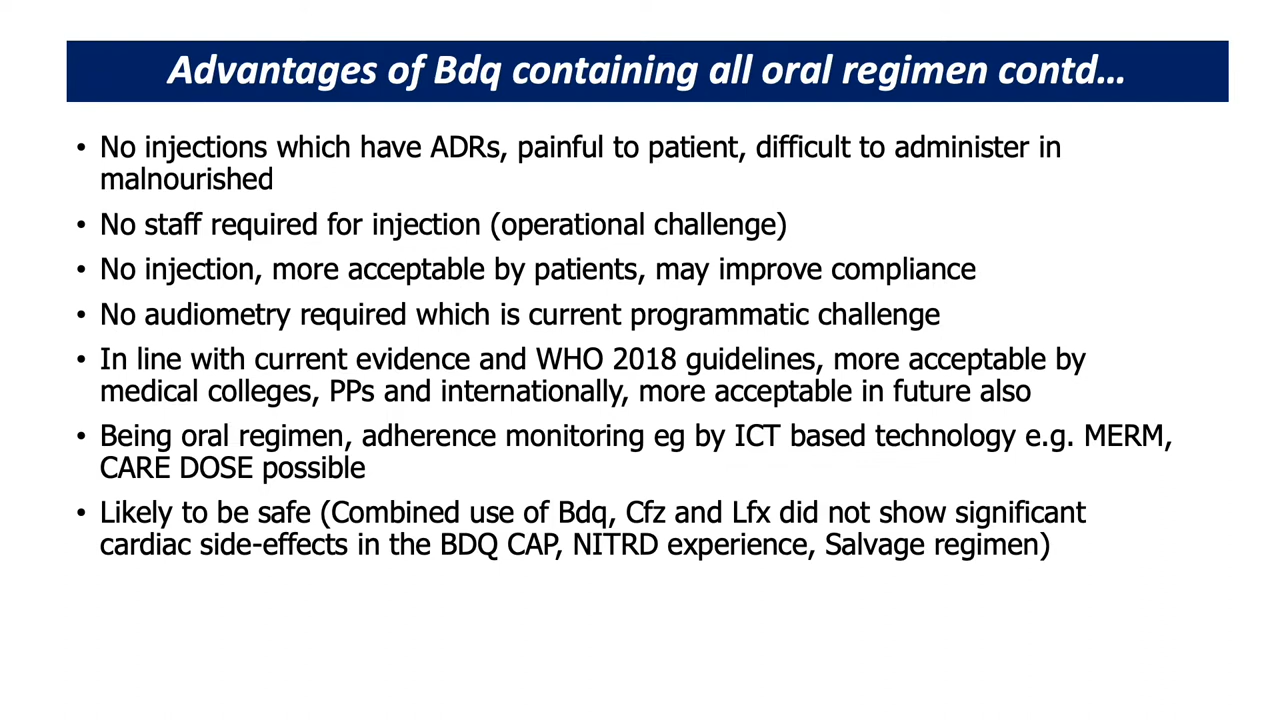 Advantages of Bdq containing all oral regimen contd...
• No injections which have ADRs, painful to patient, difficult to administer in
malnourished
• No staff required for injection (operational challenge)
• No injection, more acceptable by patients, may improve compliance
• No audiometry required which is current programmatic challenge
• In line with current evidence and WHO 2018 guidelines, more acceptable by
medical colleges, PPs and internationally, more acceptable in future also
• Being oral regimen, adherence monitoring eg by ICT based technology e.g. MERM,
CARE DOSE possible
• Likely to be safe (Combined use of Bdq, Cfz and Lfx did not show significant
cardiac side-effects in the BDQ CAP, NITRD experience, Salvage regimen)